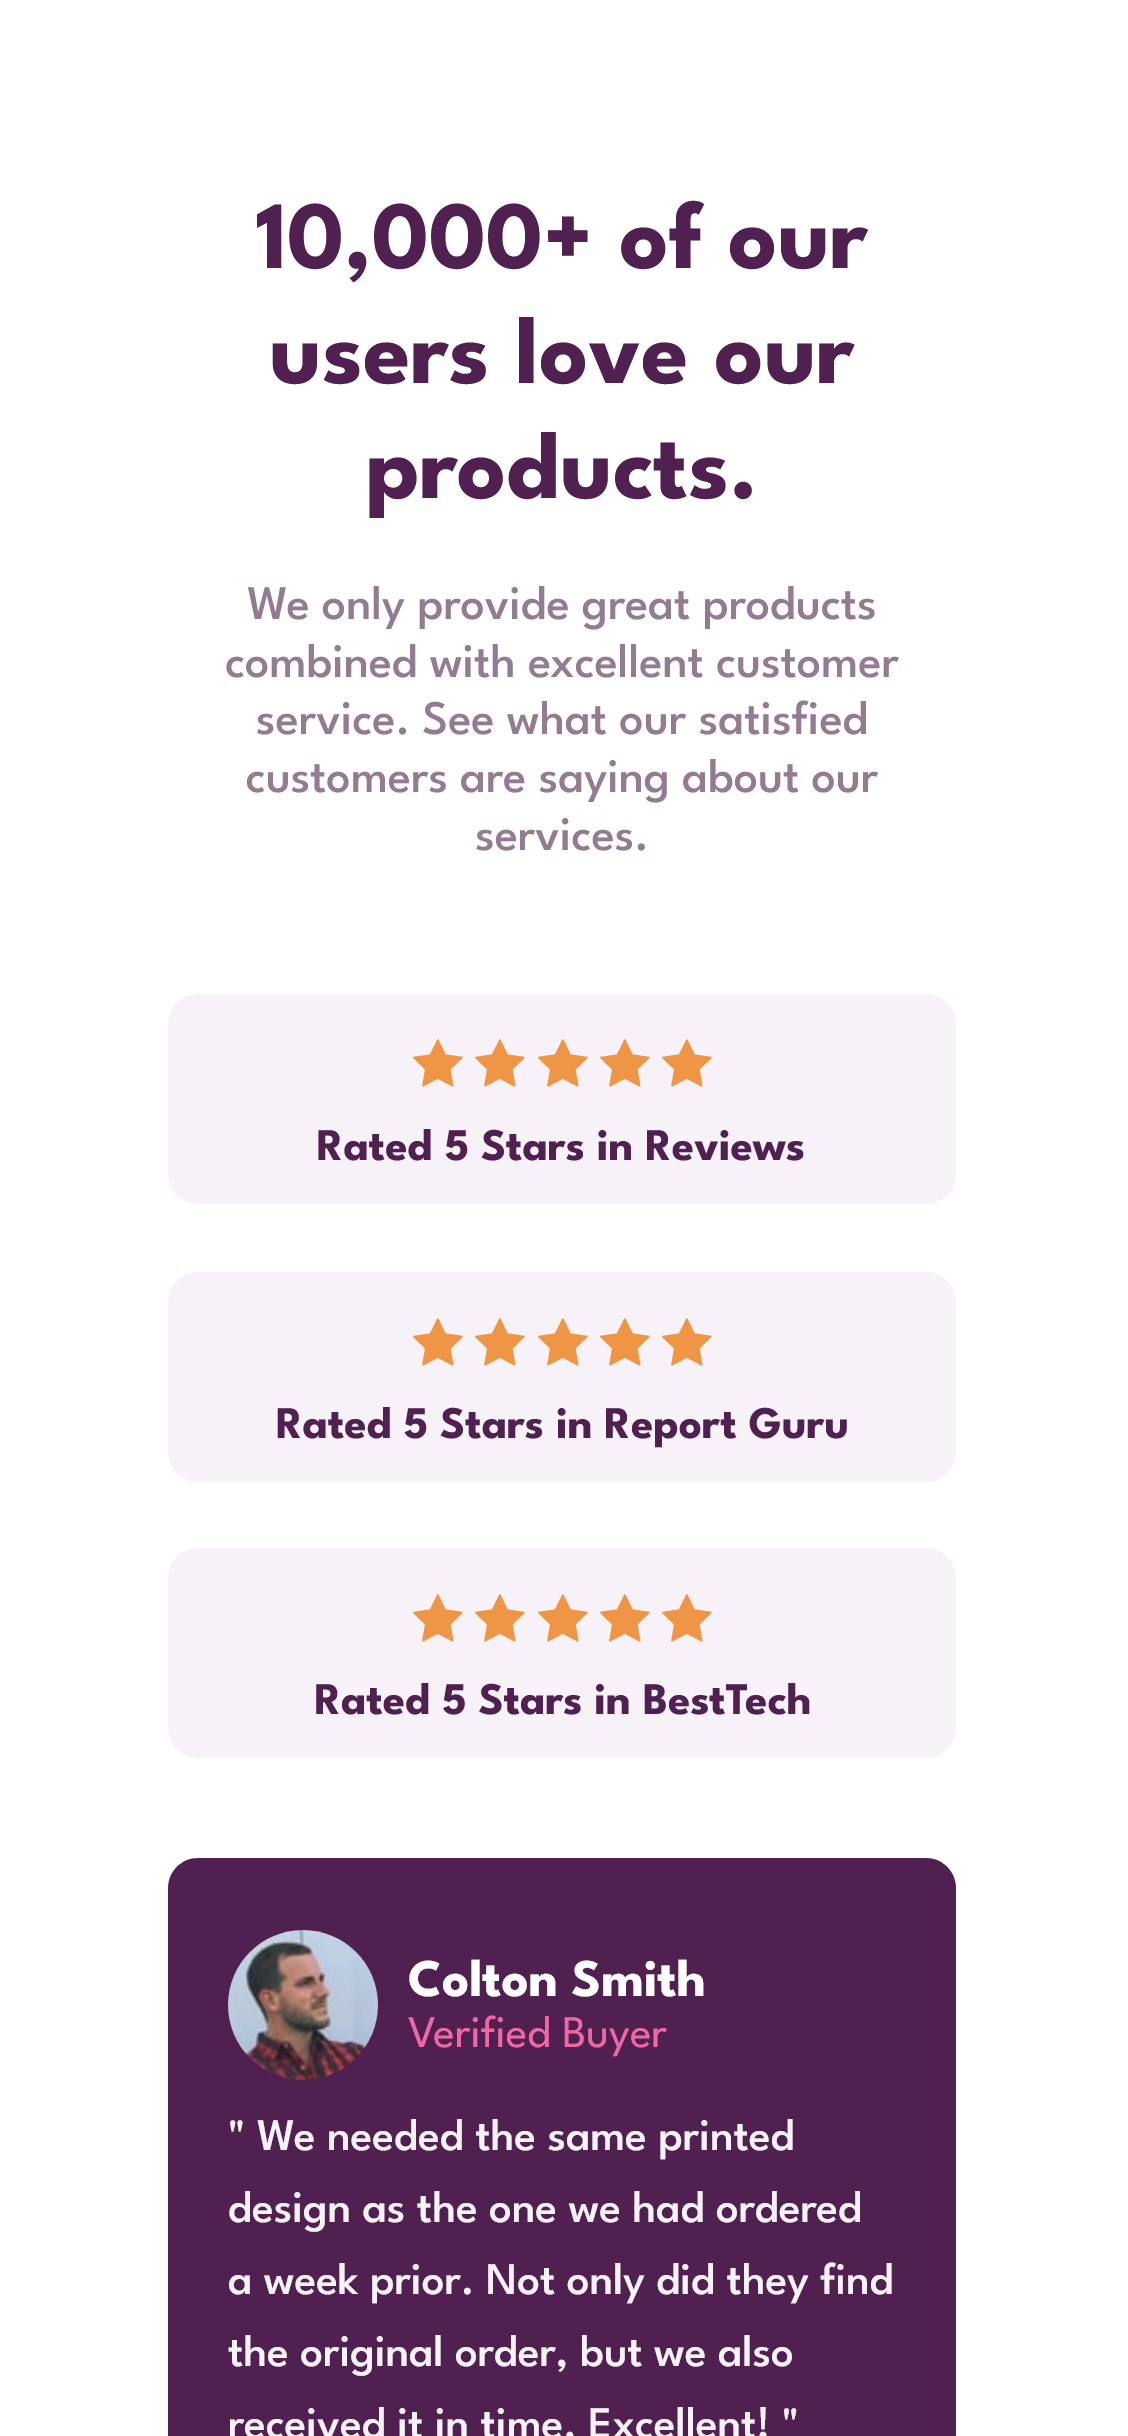 10,000+ of our
users love our
products.
We only provide great products
combined with excellent customer
service. See what our satisfied
customers are saying about our
services.
Rated 5 Stars in Reviews
Rated 5 Stars in Report Guru
Rated 5 Stars in BestTech
Colton Smith
Verified Buyer
" We needed the same printed
design as the one we had ordered
a week prior. Not only did they find
the original order, but we also
received it in time. Excellent! "